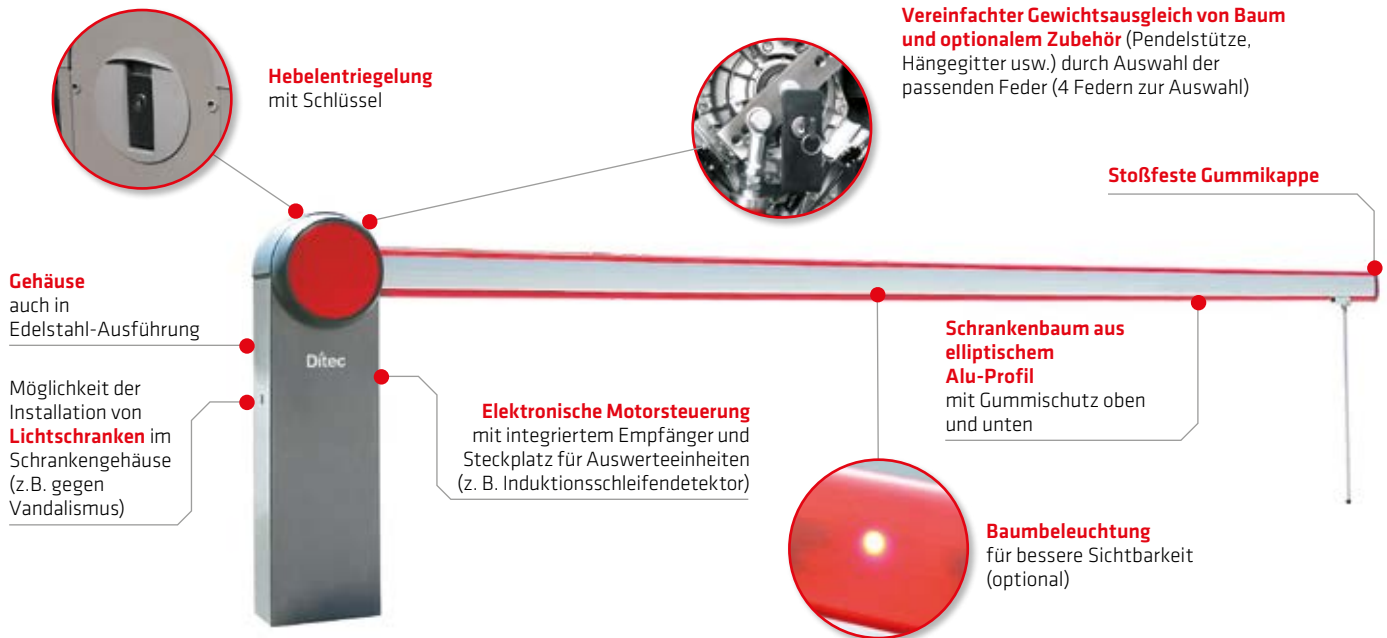 Hebelentriegelung
mit Schlüssel
Vereinfachter Gewichtsausgleich von Baum
und optionalem Zubehör (Pendelstütze,
Hängegitter usw.) durch Auswahl der
passenden Feder (4 Federn zur Auswahl)
Stoßfeste Gummikappe
Gehäuse
auch in
Edelstahl-Ausführung
Möglichkeit der
Installation von
Lichtschranken im
Schrankengehäuse
(z.B. gegen
Vandalismus)
Ditec
Elektronische Motorsteuerung
mit integriertem Empfänger und
Steckplatz für Auswerteeinheiten
(z. B. Induktionsschleifendetektor)
Schrankenbaum aus
elliptischem
Alu-Profil
mit Gummischutz oben
und unten
Baumbeleuchtung
für bessere Sichtbarkeit
(optional)